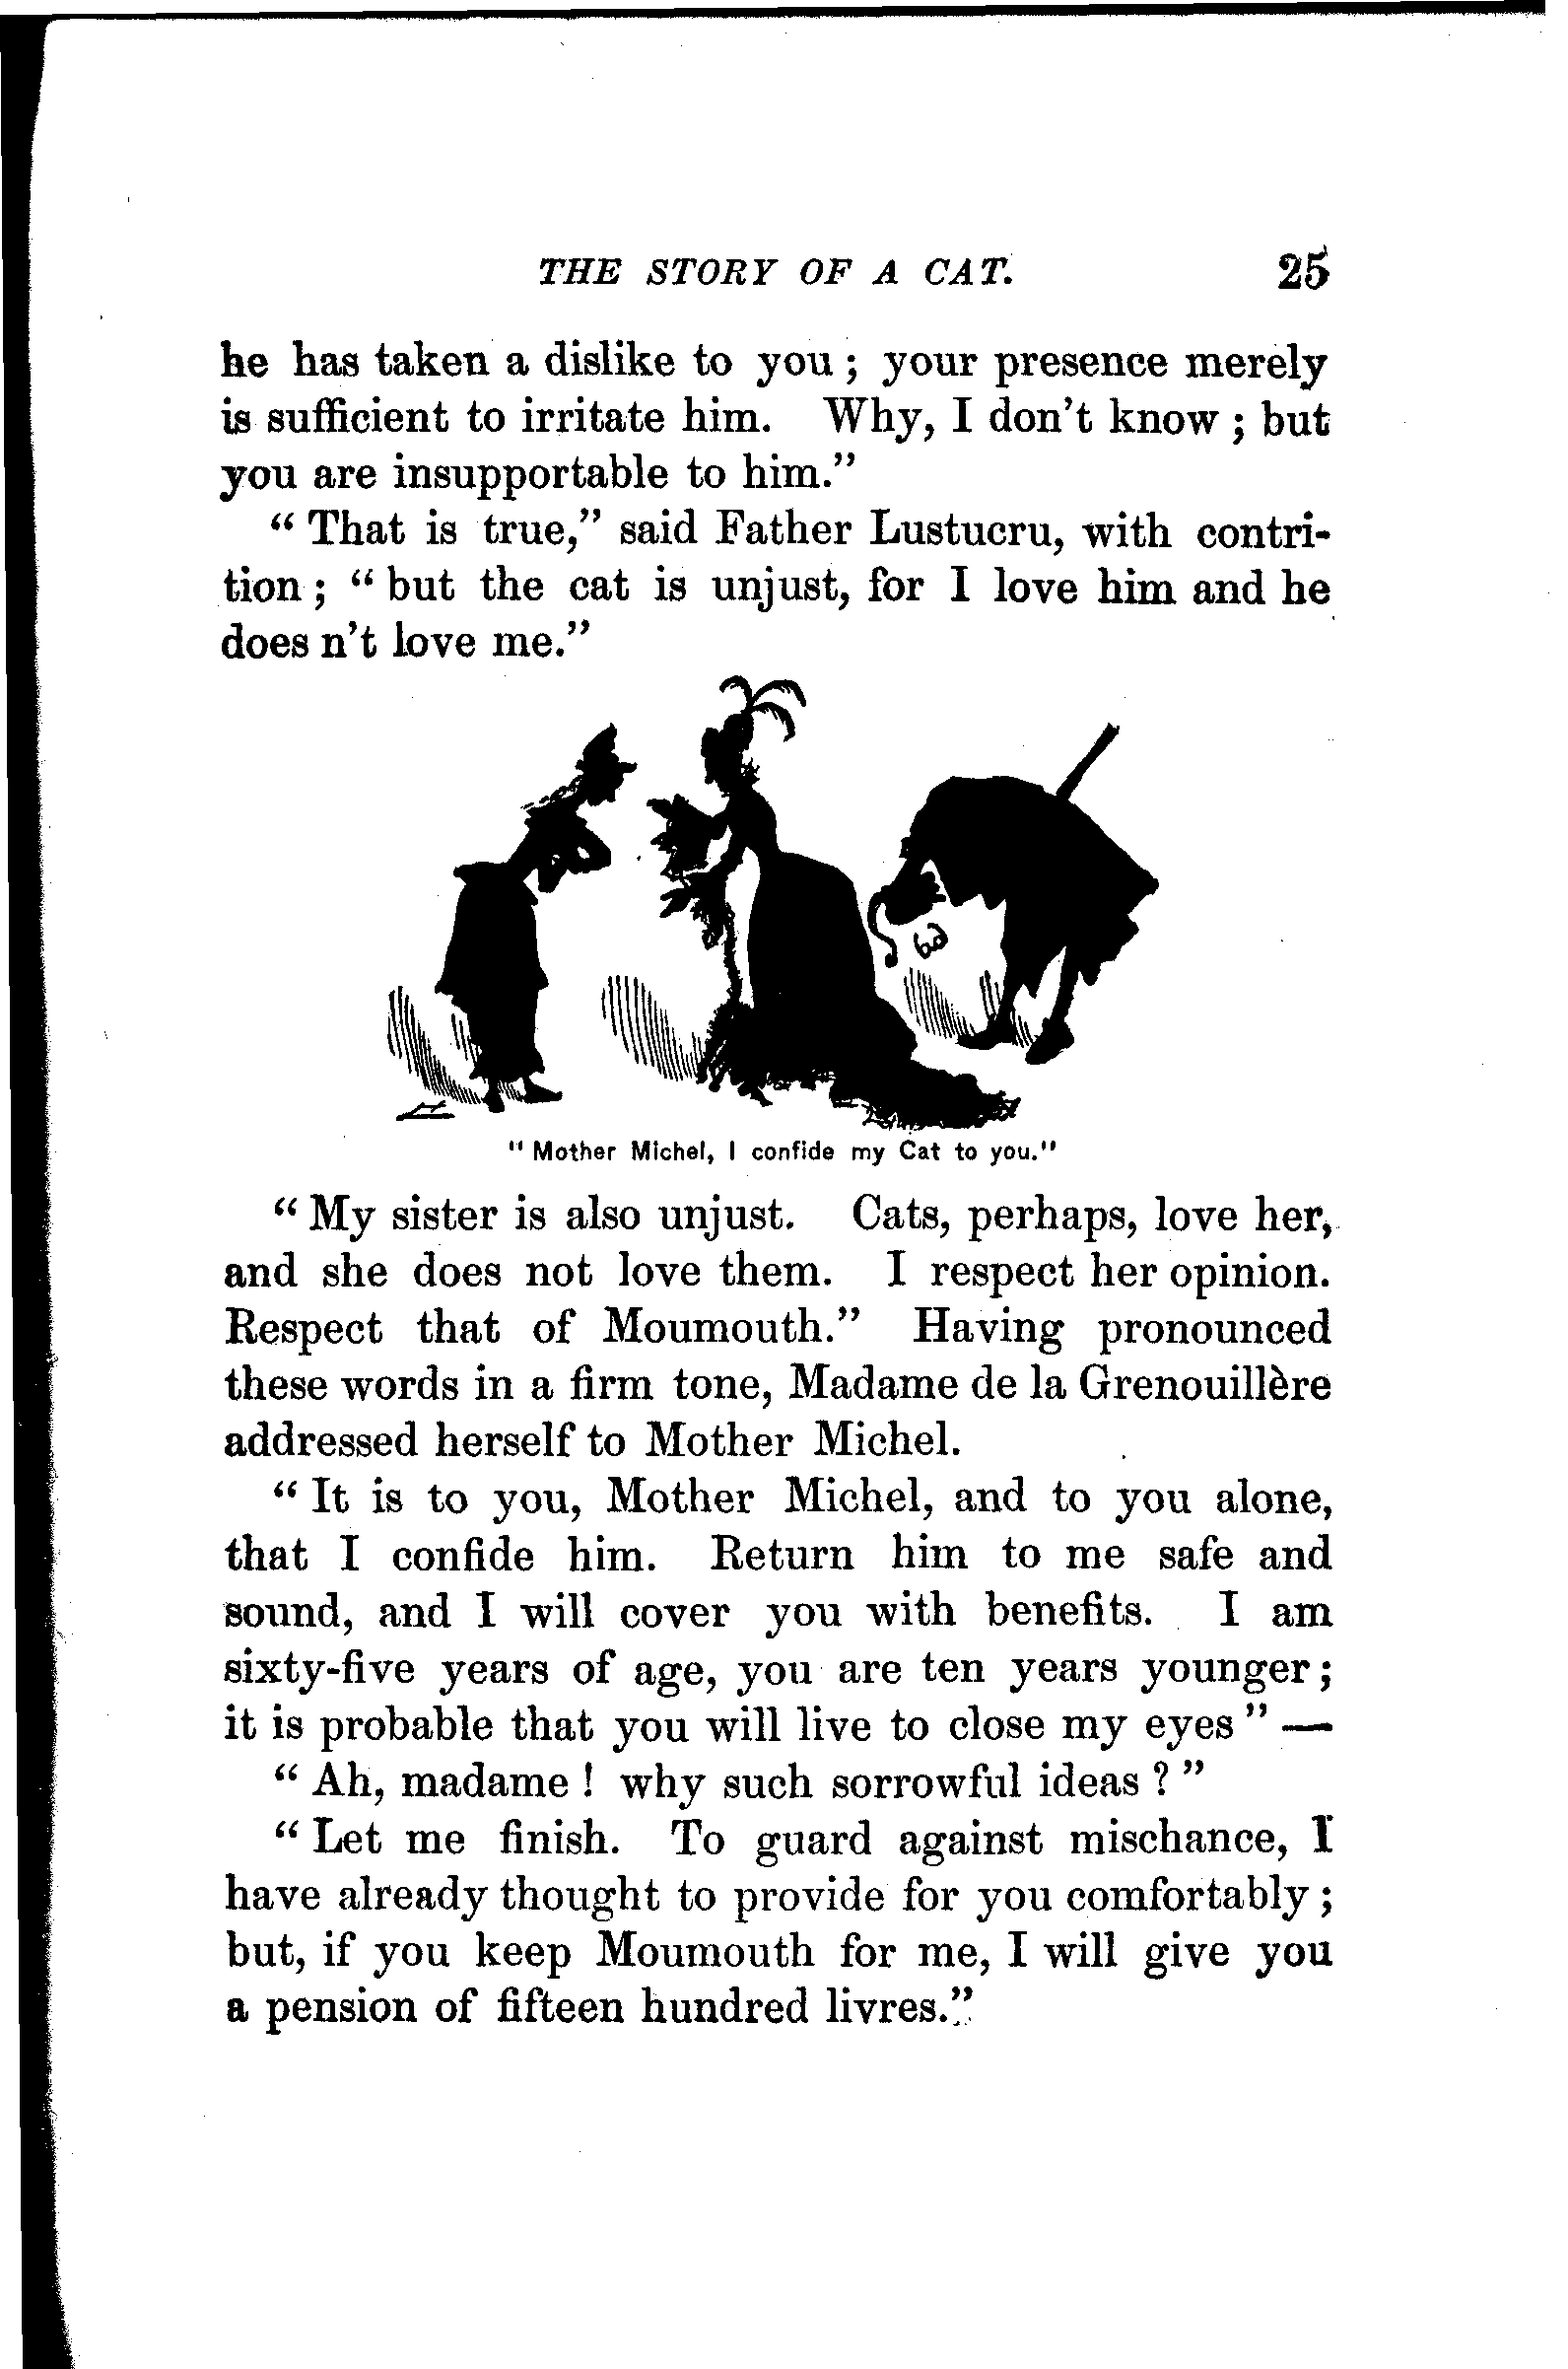 THE STORY OF A CAT. 25
he has taken a dislike to you; your presence merely
is sufficient to irritate him. Why, I don't know; but
you are insupportable to him."
"That is true," said Father Lustucru, with contri-
tion; "but the cat is unjust, for I love him and he
does n't love me."
"Mother Michel, I confide my Cat to you."
"My sister is also unjust. Cats, perhaps, love her,
and she does not love them. I respect her opinion.
Respect that of Moumouth." Having pronounced
these words in a firm tone, Madame de la Grenouillère
addressed herself to Mother Michel.
"It is to you, Mother Michel, and to you alone,
that I confide him. Return him to me safe and
sound, and I will cover you with benefits. I am
sixty-five years of age, you are ten years younger;
it is probable that you will live to close my eyes" —
"Ah, madame! why such sorrowful ideas?"
"Let me finish. To guard against mischance, I
have already thought to provide for you comfortably;
but, if you keep Moumouth for me, I will give you
a pension of fifteen hundred livres."